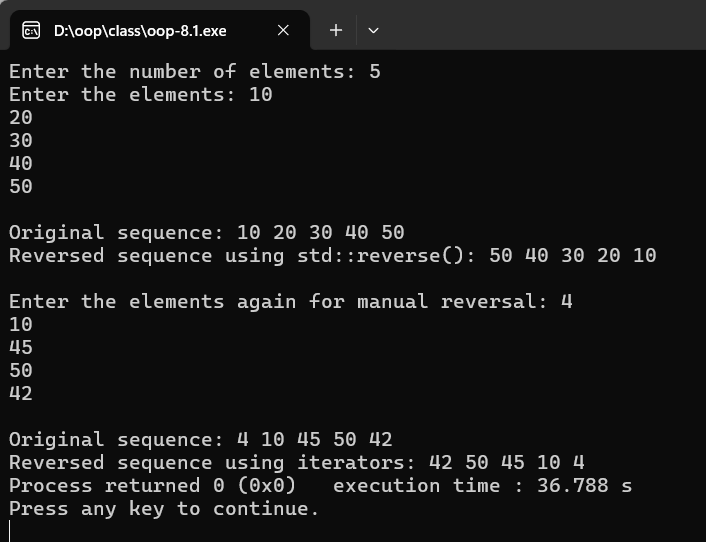 D:\oop\class\oop-8.1.exe
Enter the number of elements: 5
Enter the elements: 10
20
30
40
50
Original sequence: 10 20 30 40 50
Reversed sequence using std::reverse(): 50 40 30 20 10
Enter the elements again for manual reversal: 4
10
45
50
42
Original sequence: 4 10 45 50 42
Reversed sequence using iterators: 42 50 45 10 4
Process returned 0 (0x0)   execution time : 36.788 s
Press any key to continue.